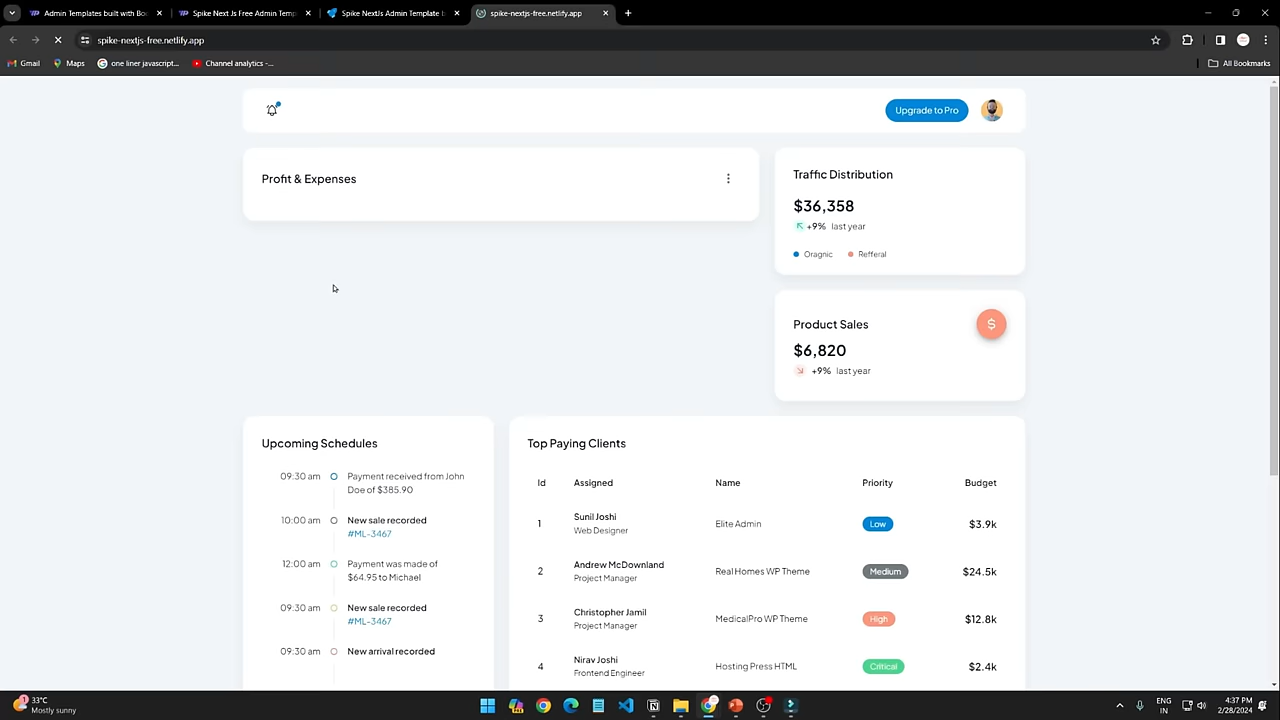 Admin Templates built with Boo
Spike Next Js Free Admin Temp
Spike NextJs Admin Template b
spike-nextjs-free.netlify.app
spike-nextjs-free.netlify.app
Gmail
Maps
one liner javascript...
Channel analytics -...
All Bookmarks
Upgrade to Pro
Profit & Expenses
Traffic Distribution
$36,358
+9% last year
Oragnic
Refferal
Product Sales
$
$6,820
+9% last year
Upcoming Schedules
09:30 am Payment received from John
Doe of $385.90
10:00 am New sale recorded
#ML-3467
12:00 am Payment was made of
$64.95 to Michael
09:30 am New sale recorded
#ML-3467
09:30 am New arrival recorded
Top Paying Clients
Id Assigned Name Priority Budget
1 Sunil Joshi Elite Admin Low $3.9k
Web Designer
2 Andrew McDownland Real Homes WP Theme Medium $24.5k
Project Manager
3 Christopher Jamil MedicalPro WP Theme High $12.8k
Project Manager
4 Nirav Joshi Hosting Press HTML Critical $2.4k
Frontend Engineer
33°C
Mostly sunny
ENG
IN
4:37 PM
2/28/2024